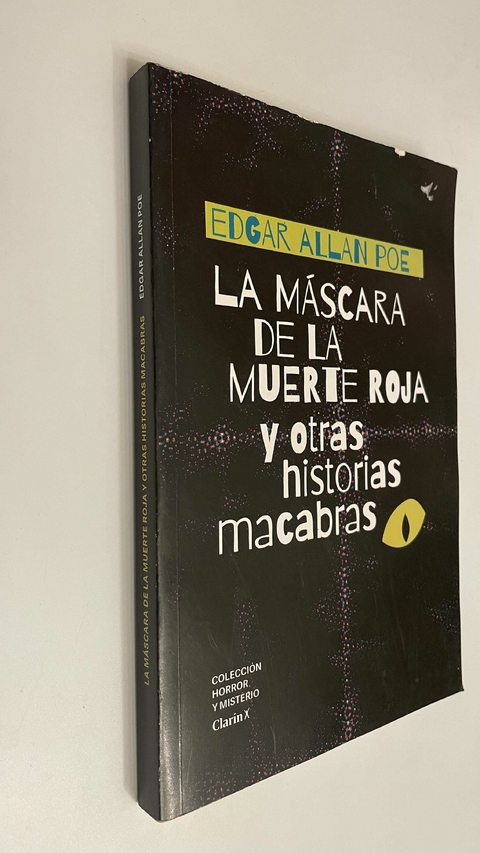 EDGAR ALLAN POE
LA MÁSCARA
DE LA
MUERTE ROJA
y otras
historias
macabras
COLECCIÓN
HORROR
Y MISTERIO
Clarín X
LA MÁSCARA DE LA MUERTE ROJA Y OTRAS HISTORIAS MACABRAS EDGAR ALLAN POE